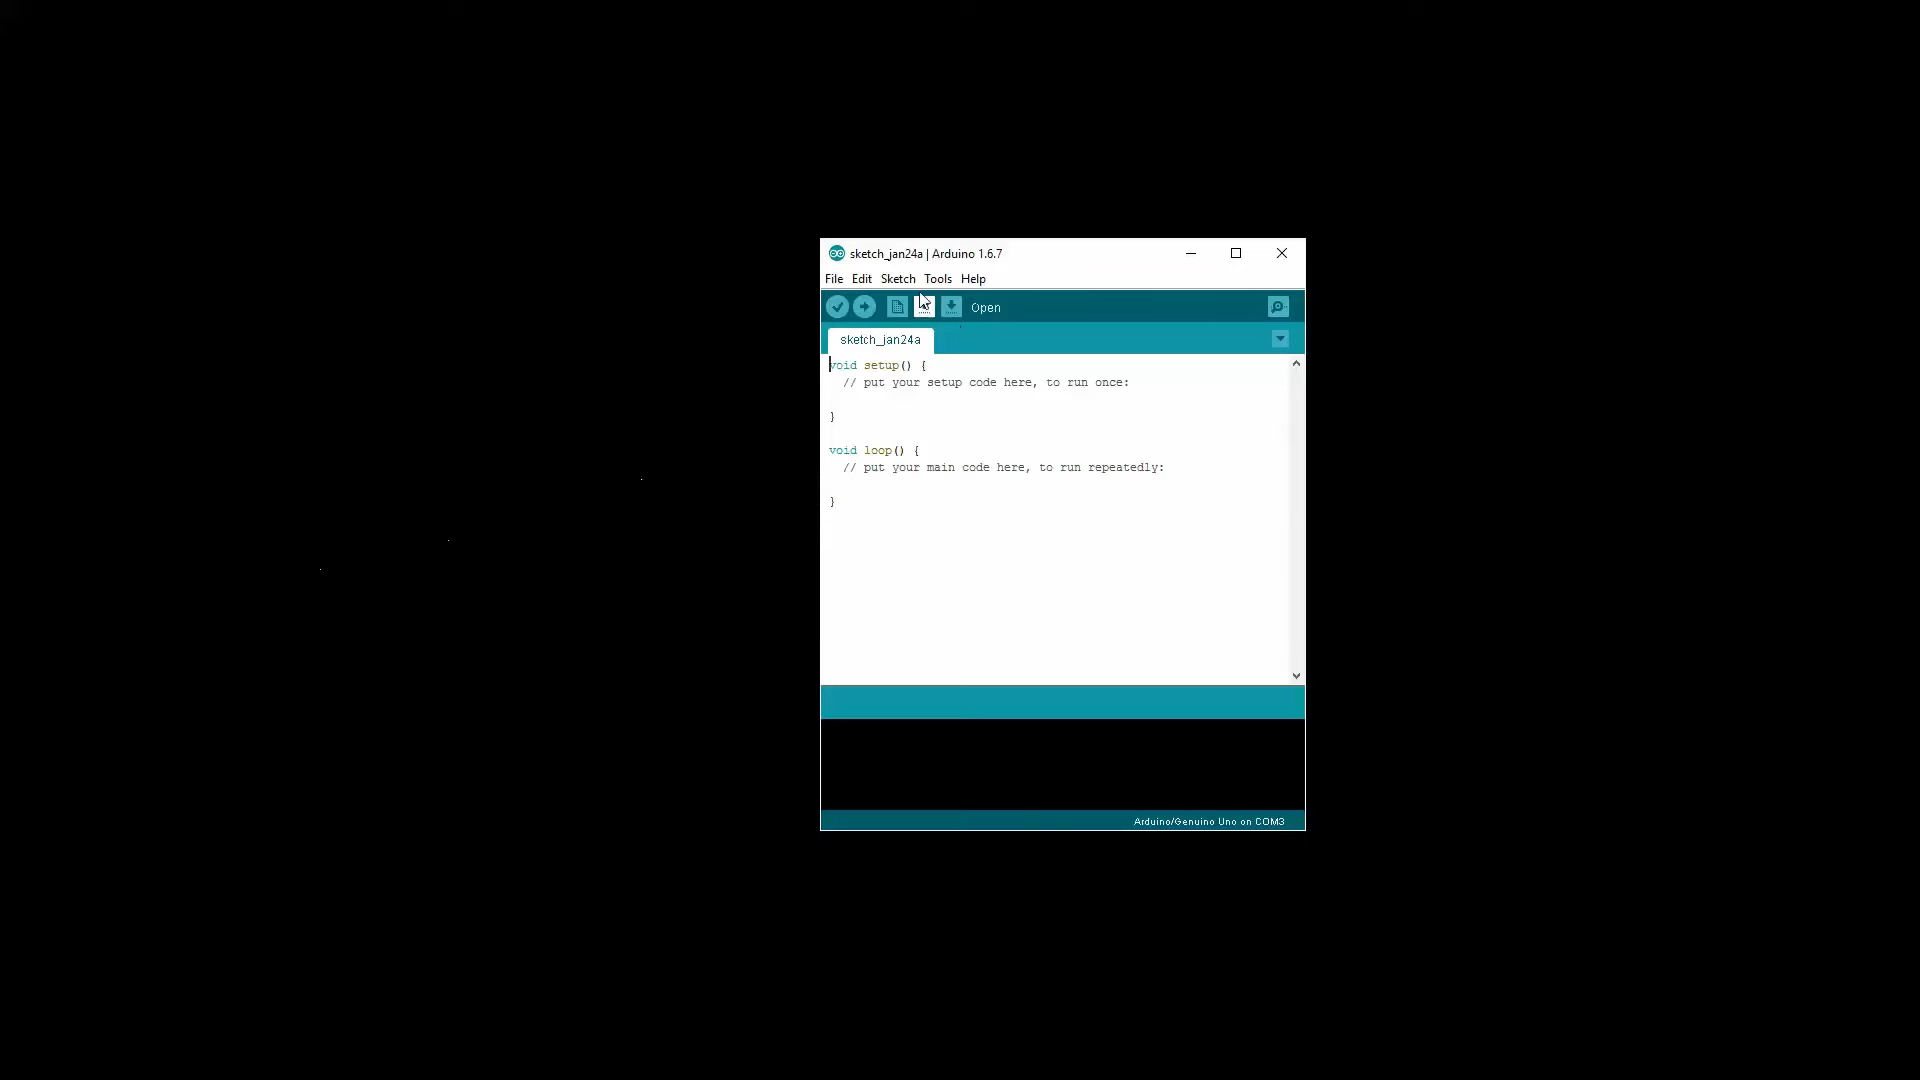 sketch_jan24a | Arduino 1.6.7
File Edit Sketch Tools Help
Open
sketch_jan24a
void setup() {
  // put your setup code here, to run once:
}
void loop() {
  // put your main code here, to run repeatedly:
}
Arduino/Genuino Uno on COM3